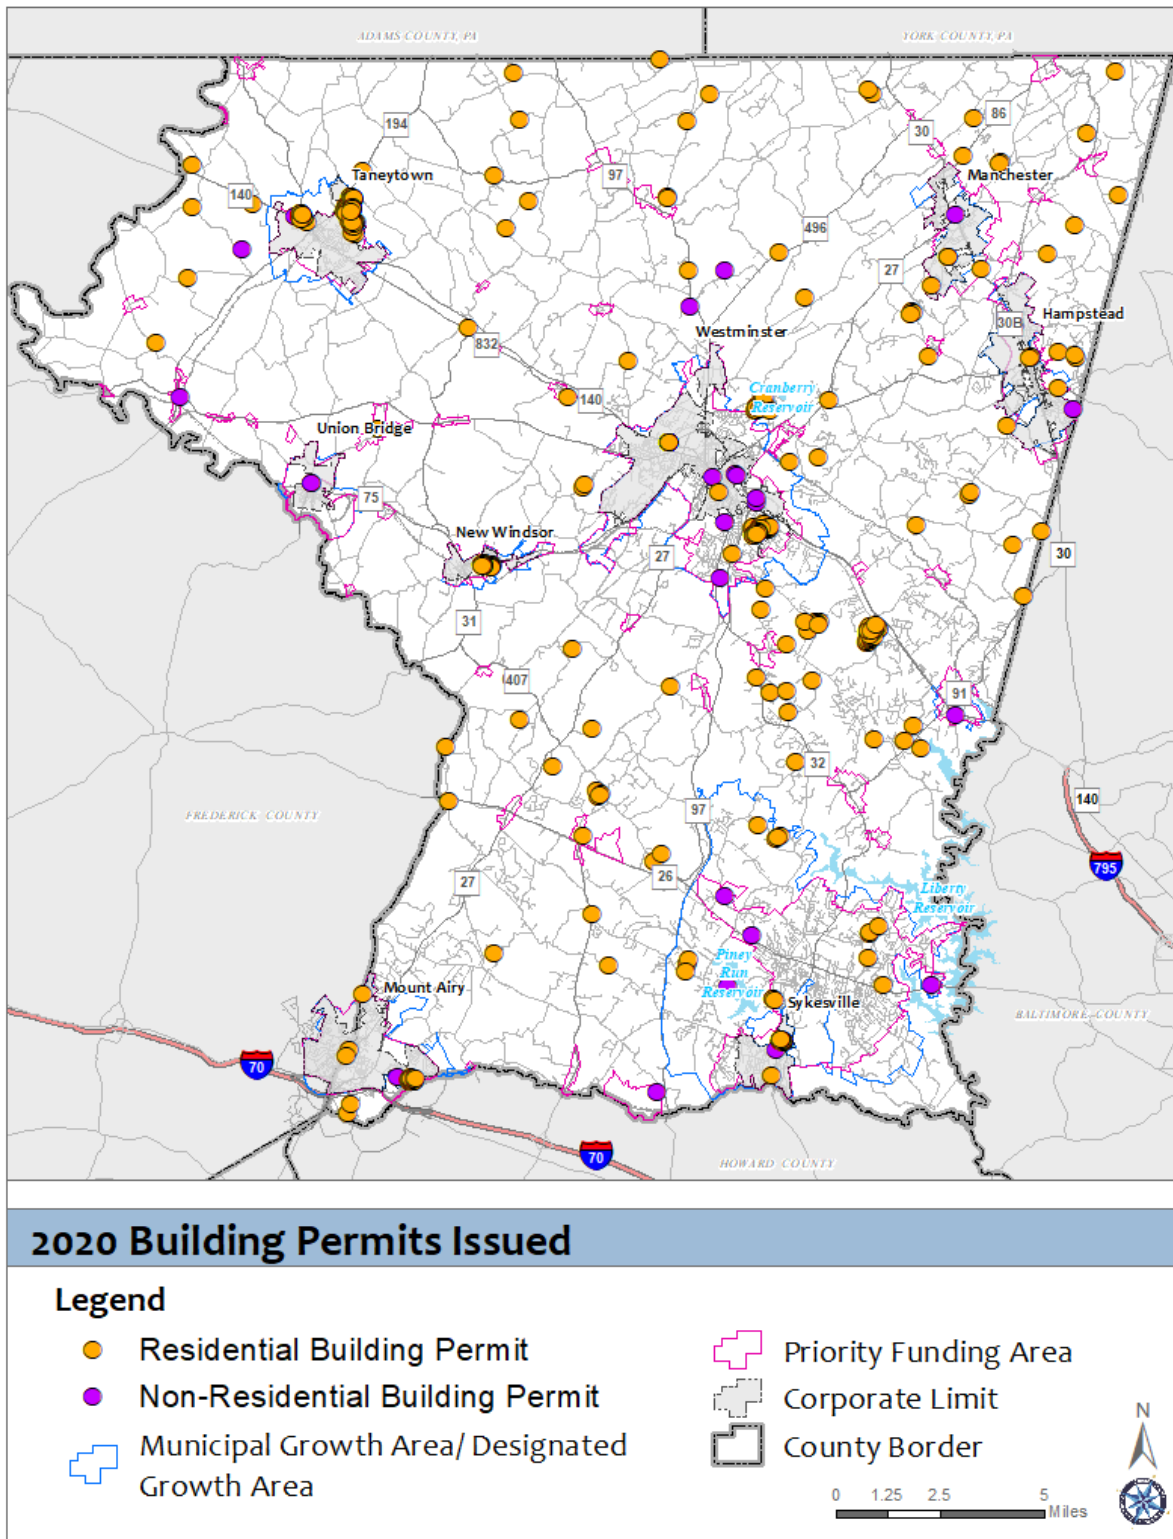 ADAMS COUNTY, PA
YORK COUNTY, PA
194
30
86
97
Taneytown
Manchester
140
496
27
30B
Hampstead
Westminster
832
Cranberry
Reservoir
140
Union Bridge
75
New Windsor
27
30
31
407
91
32
97
140
FREDERICK COUNTY
795
27
26
Liberty
Reservoir
Piney
Run
Reservoir
Mount Airy
Sykesville
BALTIMORE COUNTY
70
70
HOWARD COUNTY
2020 Building Permits Issued
Legend
Residential Building Permit
Non-Residential Building Permit
Municipal Growth Area/ Designated
Growth Area
Priority Funding Area
Corporate Limit
County Border
N
0 1.25 2.5 5
Miles